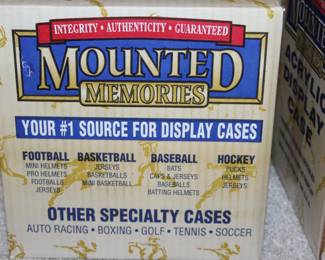 INTEGRITY • AUTHENTICITY • GUARANTEED
MOUNTED
MEMORIES
YOUR #1 SOURCE FOR DISPLAY CASES
FOOTBALL BASKETBALL BASEBALL HOCKEY
MINI HELMETS JERSEYS BATS PUCKS
PRO HELMETS BASKETBALLS CAPS & JERSEYS HELMETS
FOOTBALLS MINI BASKETBALL BASEBALLS JERSEYS
JERSEYS BATTING HELMETS
OTHER SPECIALTY CASES
AUTO RACING • BOXING • GOLF • TENNIS • SOCCER
ACRYLIC
DISPLAY
CASE